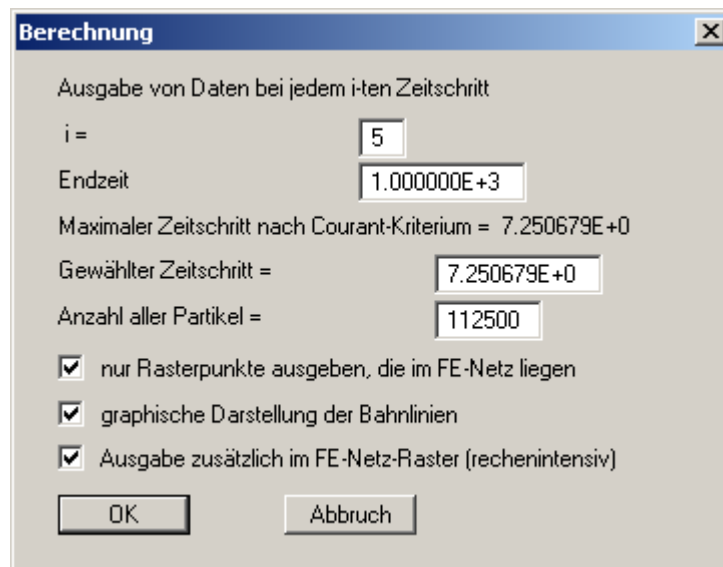 Berechnung
Ausgabe von Daten bei jedem i-ten Zeitschritt
i = 5
Endzeit 1.000000E+3
Maximaler Zeitschritt nach Courant-Kriterium = 7.250679E+0
Gewählter Zeitschritt = 7.250679E+0
Anzahl aller Partikel = 112500
nur Rasterpunkte ausgeben, die im FE-Netz liegen
graphische Darstellung der Bahnlinien
Ausgabe zusätzlich im FE-Netz-Raster (rechenintensiv)
OK Abbruch